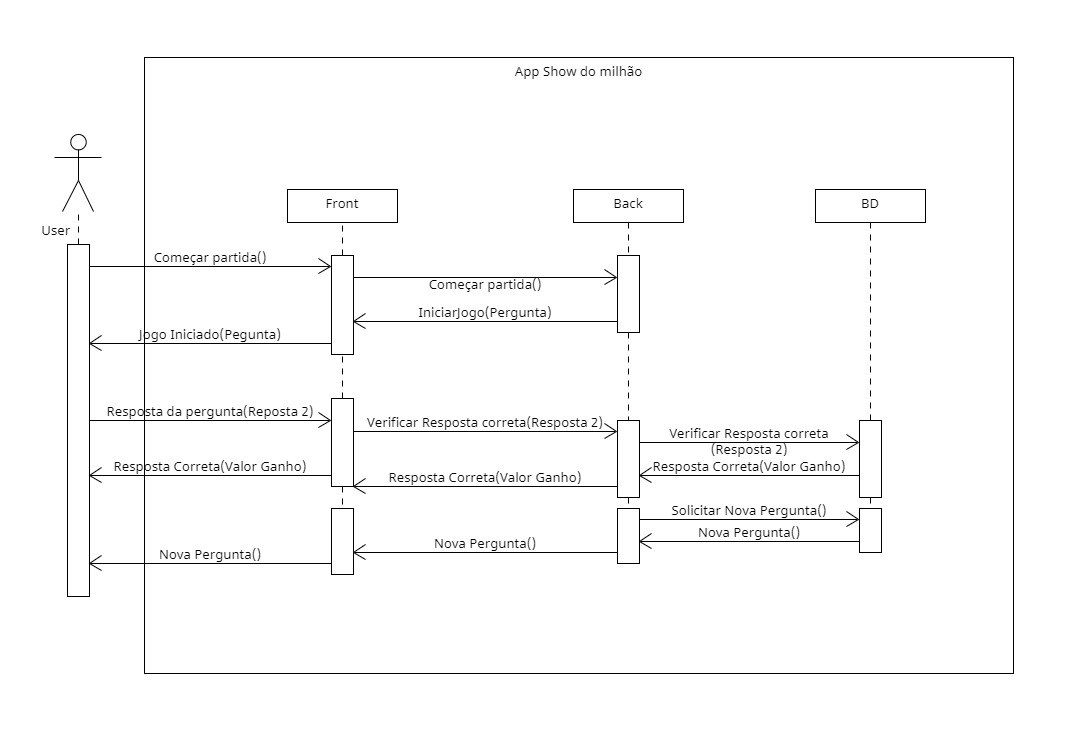 App Show do milhão
Front
Back
BD
User
Começar partida()
Começar partida()
IniciarJogo(Pergunta)
Jogo Iniciado(Pegunta)
Resposta da pergunta(Reposta 2)
Verificar Resposta correta(Resposta 2)
Verificar Resposta correta
(Resposta 2)
Resposta Correta(Valor Ganho)
Resposta Correta(Valor Ganho)
Resposta Correta(Valor Ganho)
Solicitar Nova Pergunta()
Nova Pergunta()
Nova Pergunta()
Nova Pergunta()